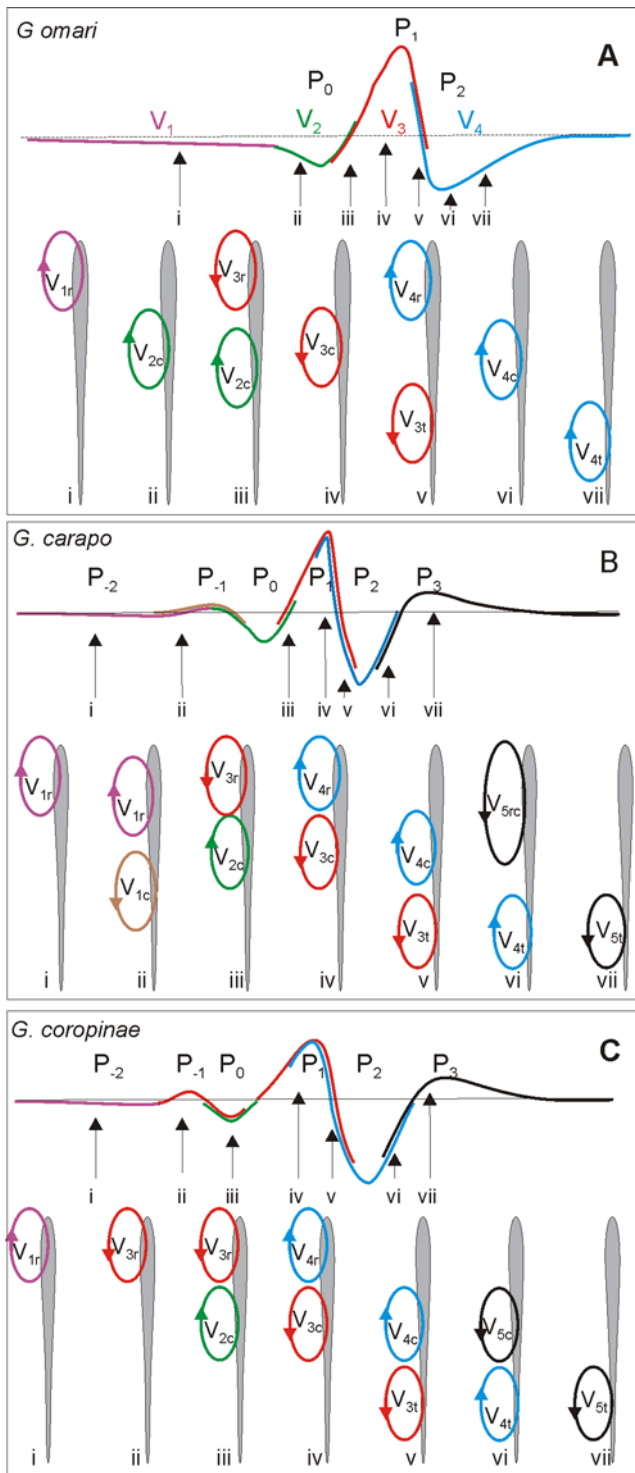 G omari
A
P1
P0
P2
V1
V2
V3
V4
i
ii
iii
iv
v
vi
vii
V1r
V2c
V3r
V2c
V3c
V4r
V3t
V4c
V4t
i
ii
iii
iv
v
vi
vii
G. carapo
B
P-2
P-1
P0
P1
P2
P3
i
ii
iii
iv
v
vi
vii
V1r
V1r
V1c
V3r
V2c
V4r
V3c
V4c
V3t
V5rc
V4t
V5t
i
ii
iii
iv
v
vi
vii
G. coropinae
C
P-2
P-1
P0
P1
P2
P3
i
ii
iii
iv
v
vi
vii
V1r
V3r
V3r
V2c
V4r
V3c
V4c
V3t
V5c
V4t
V5t
i
ii
iii
iv
v
vi
vii